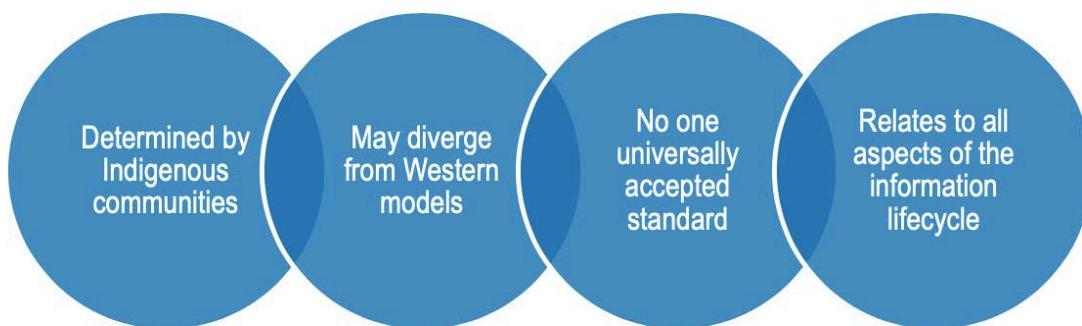 Determined by
Indigenous
communities
May diverge
from Western
models
No one
universally
accepted
standard
Relates to all
aspects of the
information
lifecycle